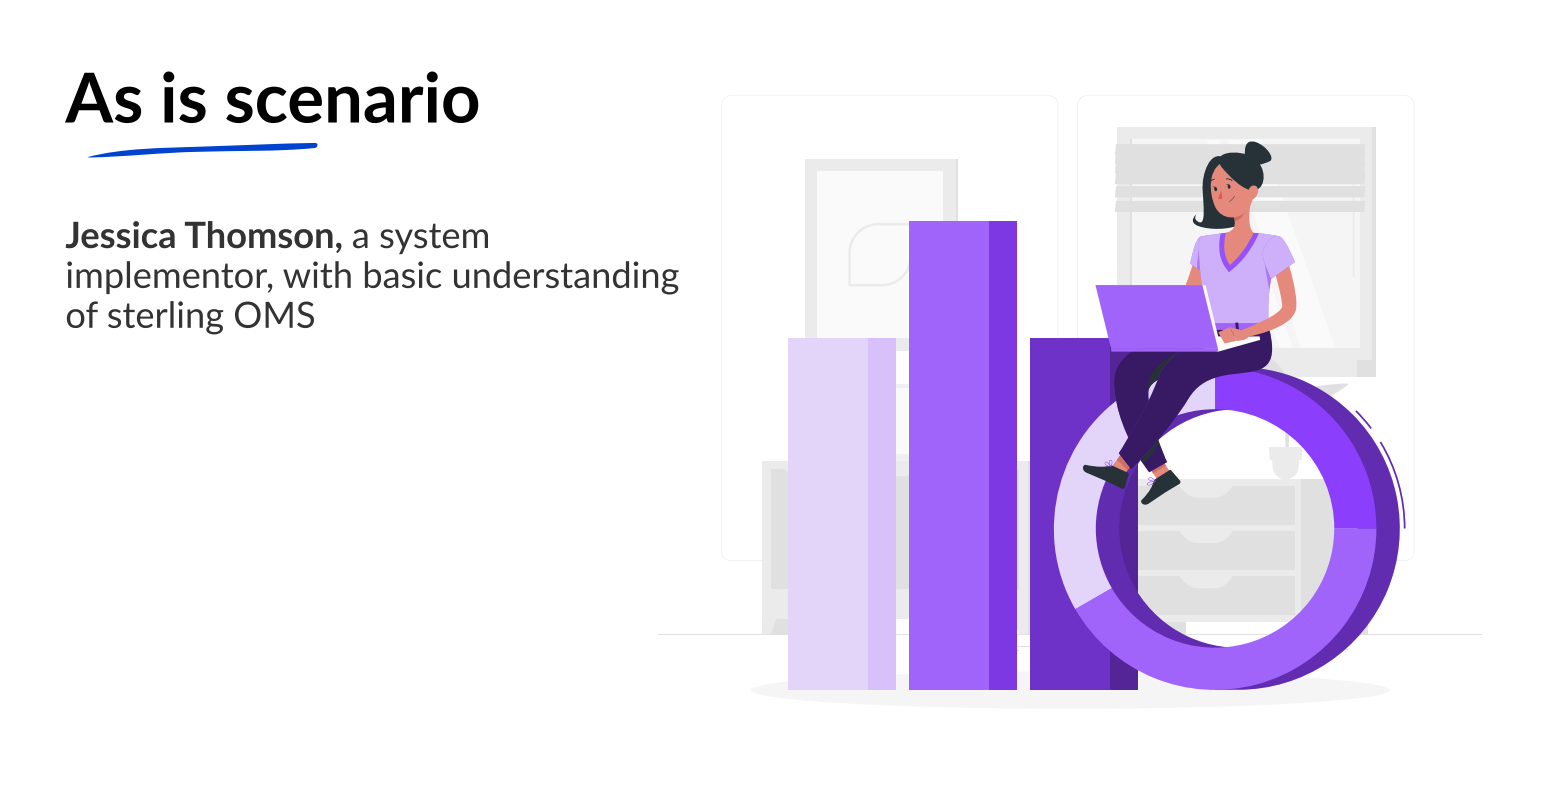 As is scenario
Jessica Thomson, a system
implementor, with basic understanding
of sterling OMS